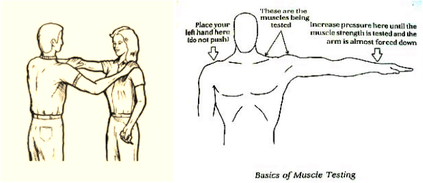 Place your
left hand here
(do not push)
These are the
muscles being
tested
Increase pressure here until the
muscle strength is tested and the
arm is almost forced down
Basics of Muscle Testing